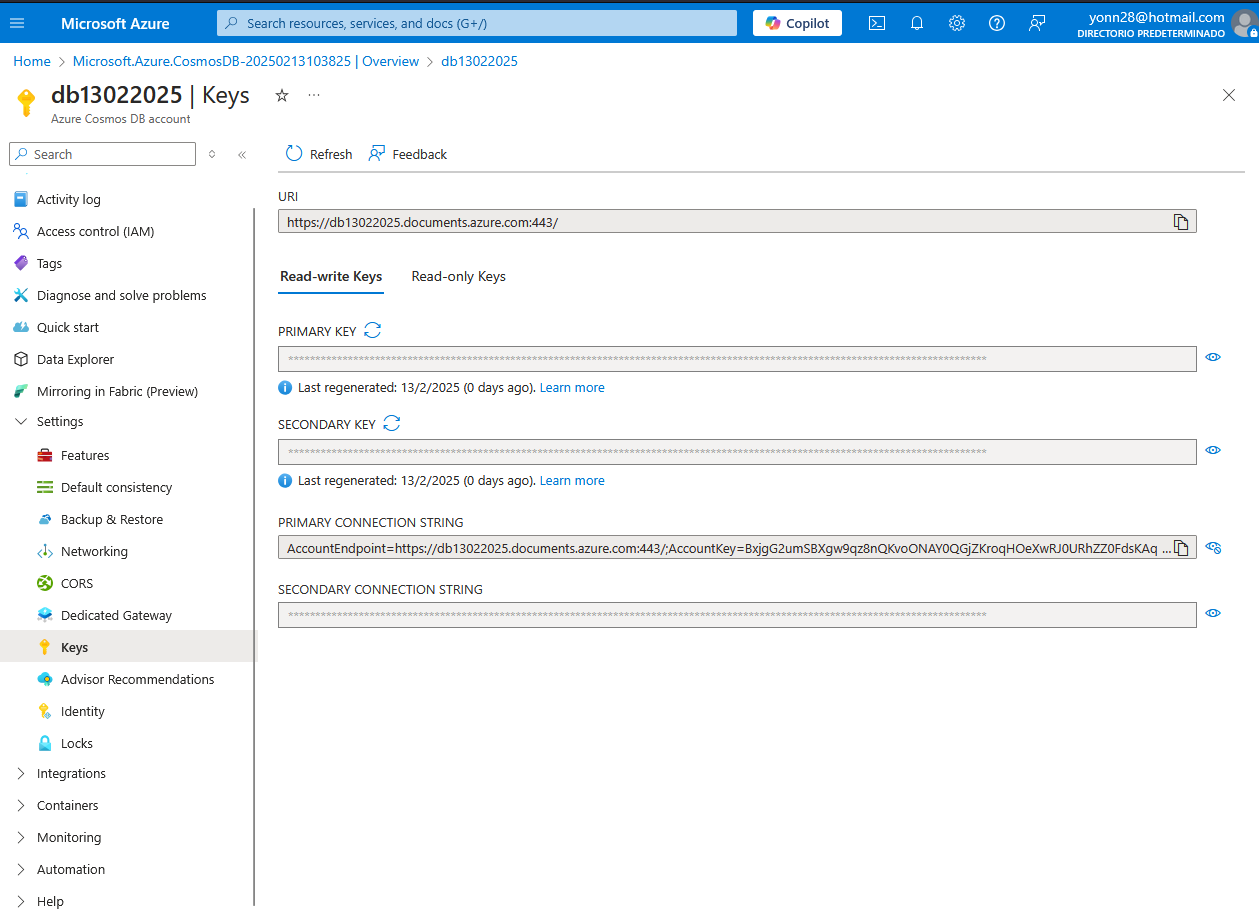 Microsoft Azure
Search resources, services, and docs (G+/)
Copilot
yonn28@hotmail.com
DIRECTORIO PREDETERMINADO
Home > Microsoft.Azure.CosmosDB-20250213103825 | Overview > db13022025
db13022025 | Keys
Azure Cosmos DB account
Search
Activity log
Access control (IAM)
Tags
Diagnose and solve problems
Quick start
Data Explorer
Mirroring in Fabric (Preview)
Settings
Features
Default consistency
Backup & Restore
Networking
CORS
Dedicated Gateway
Keys
Advisor Recommendations
Identity
Locks
Integrations
Containers
Monitoring
Automation
Help
Refresh
Feedback
URI
https://db13022025.documents.azure.com:443/
Read-write Keys
Read-only Keys
PRIMARY KEY
Last regenerated: 13/2/2025 (0 days ago). Learn more
SECONDARY KEY
Last regenerated: 13/2/2025 (0 days ago). Learn more
PRIMARY CONNECTION STRING
AccountEndpoint=https://db13022025.documents.azure.com:443/;AccountKey=BxjgG2umSBXgw9qz8nQKvoONAY0QGjZKroqHOeXwRJ0URhZZ0FdsKAq ...
SECONDARY CONNECTION STRING